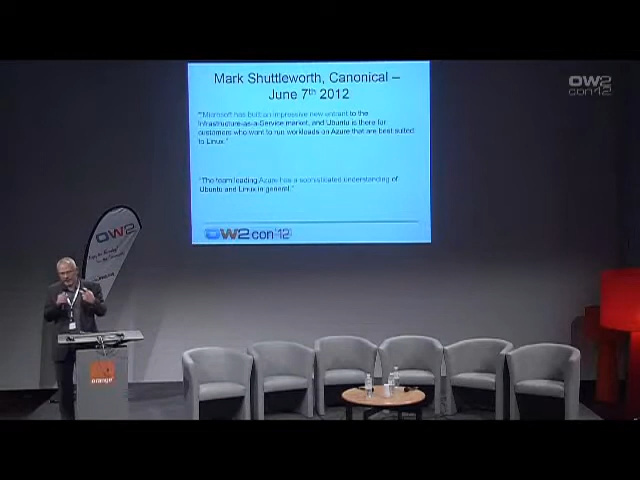 Mark Shuttleworth, Canonical –
June 7th 2012
"Microsoft has built an impressive new entrant to the
Infrastructure-as-a-Service market, and Ubuntu is there for
customers who want to run workloads on Azure that are best suited
to Linux."
"The team leading Azure has a sophisticated understanding of
Ubuntu and Linux in general."
OW2con'12
OW2
con12
OW2
orange